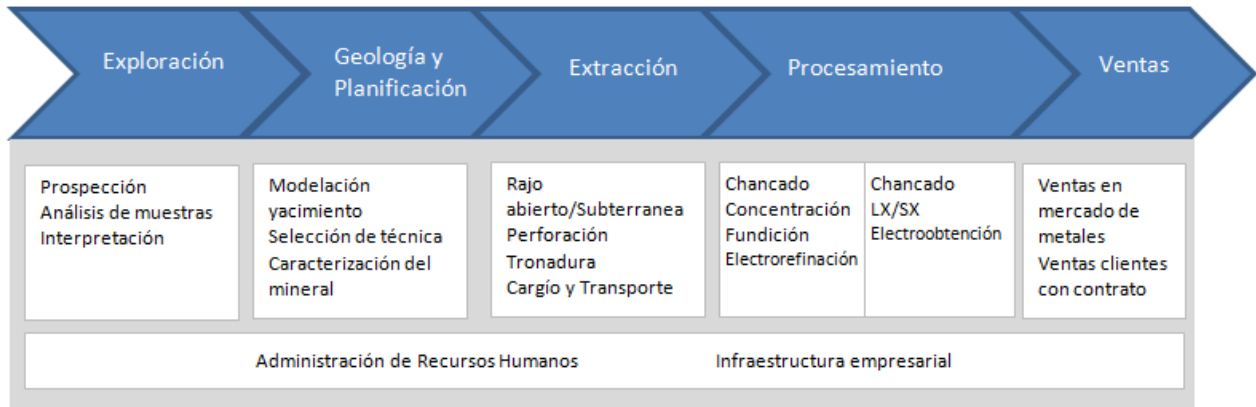 Exploración
Geología y
Planificación
Extracción
Procesamiento
Ventas
Prospección
Análisis de muestras
Interpretación
Modelación
yacimiento
Selección de técnica
Caracterización del
mineral
Rajo
abierto/Subterranea
Perforación
Tronadura
Cargío y Transporte
Chancado
Concentración
Fundición
Electrorefinación
Chancado
LX/SX
Electroobtención
Ventas en
mercado de
metales
Ventas clientes
con contrato
Administración de Recursos Humanos
Infraestructura empresarial